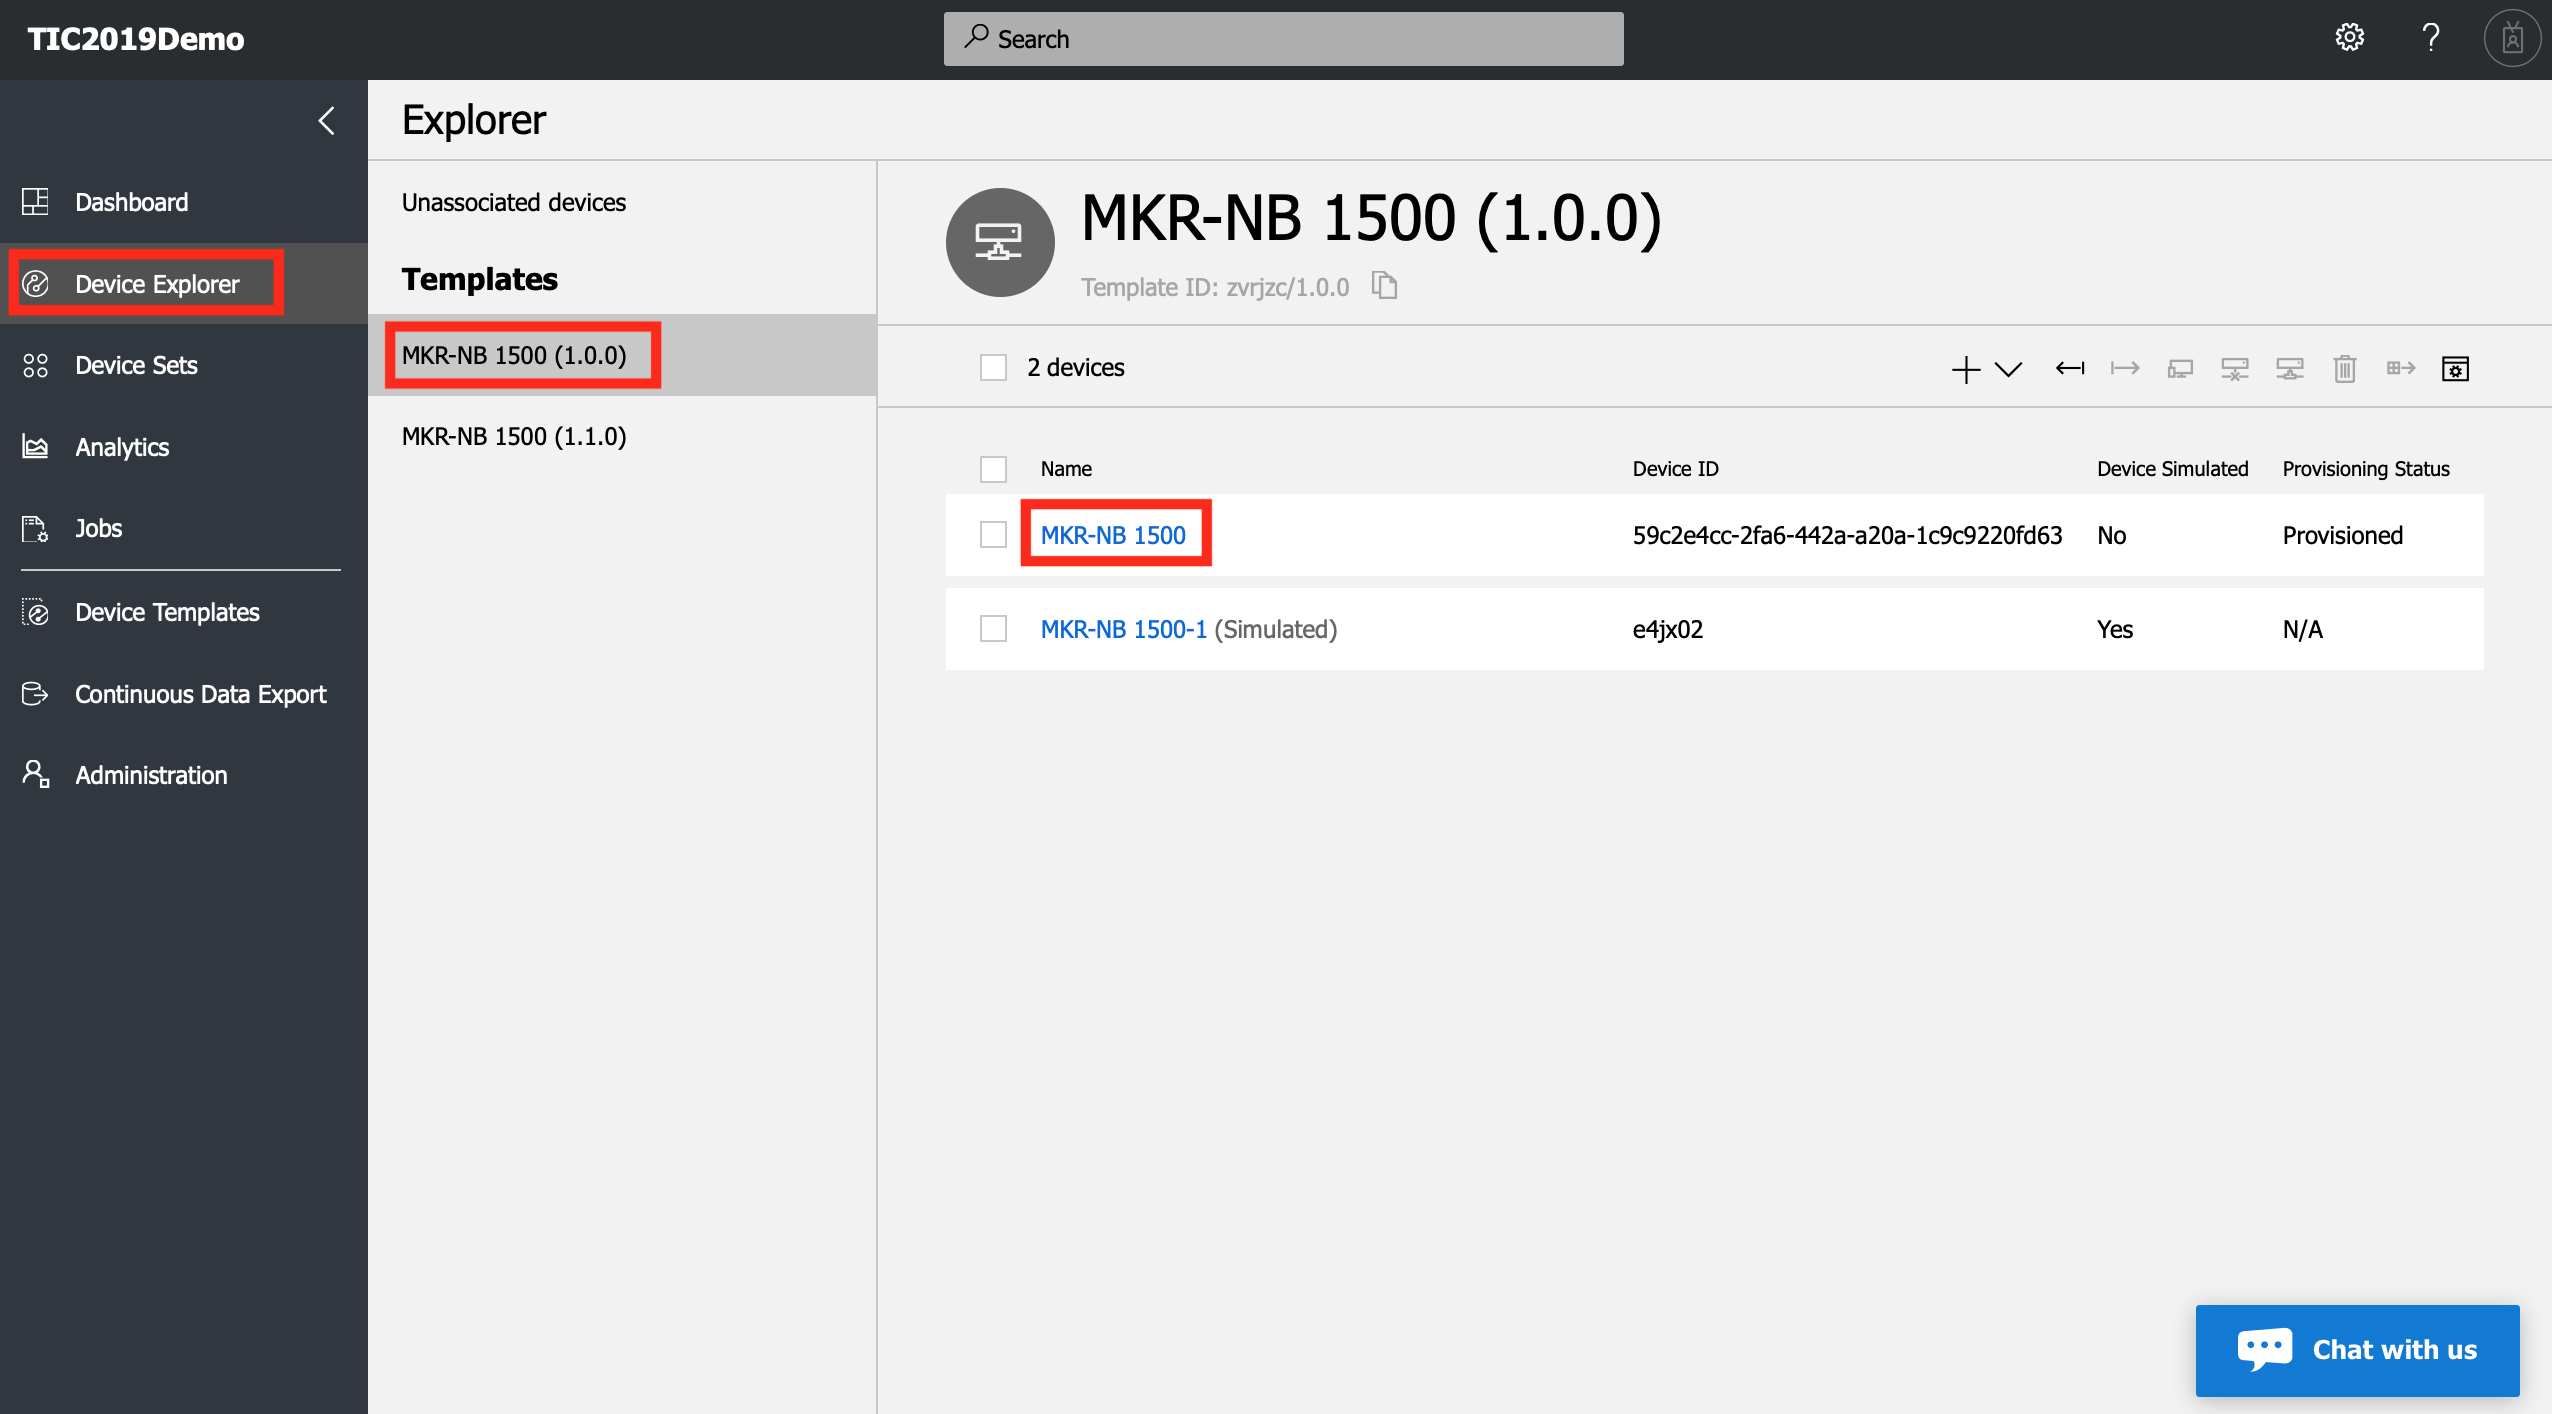 TIC2019Demo
Search
?
Dashboard
Device Explorer
Device Sets
Analytics
Jobs
Device Templates
Continuous Data Export
Administration
Explorer
Unassociated devices
Templates
MKR-NB 1500 (1.0.0)
MKR-NB 1500 (1.1.0)
MKR-NB 1500 (1.0.0)
Template ID: zvrjzc/1.0.0
2 devices
Name Device ID Device Simulated Provisioning Status
MKR-NB 1500 59c2e4cc-2fa6-442a-a20a-1c9c9220fd63 No Provisioned
MKR-NB 1500-1 (Simulated) e4jx02 Yes N/A
Chat with us